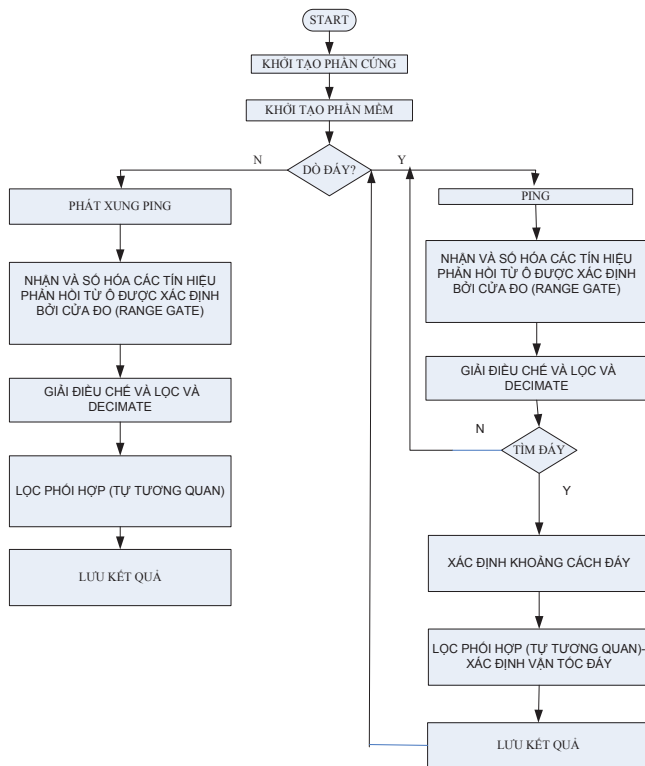 START
KHỞI TẠO PHẦN CỨNG
KHỞI TẠO PHẦN MỀM
DÒ ĐÁY?
N
Y
PHÁT XUNG PING
NHẬN VÀ SỐ HÓA CÁC TÍN HIỆU
PHẢN HỒI TỪ Ô ĐƯỢC XÁC ĐỊNH
BỞI CỬA ĐO (RANGE GATE)
GIẢI ĐIỀU CHẾ VÀ LỌC VÀ
DECIMATE
LỌC PHỐI HỢP (TỰ TƯƠNG QUAN)
LƯU KẾT QUẢ
PING
NHẬN VÀ SỐ HÓA CÁC TÍN HIỆU
PHẢN HỒI TỪ Ô ĐƯỢC XÁC ĐỊNH
BỞI CỬA ĐO (RANGE GATE)
GIẢI ĐIỀU CHẾ VÀ LỌC VÀ
DECIMATE
N
TÌM ĐÁY
Y
XÁC ĐỊNH KHOẢNG CÁCH ĐÁY
LỌC PHỐI HỢP (TỰ TƯƠNG QUAN)-
XÁC ĐỊNH VẬN TỐC ĐÁY
LƯU KẾT QUẢ